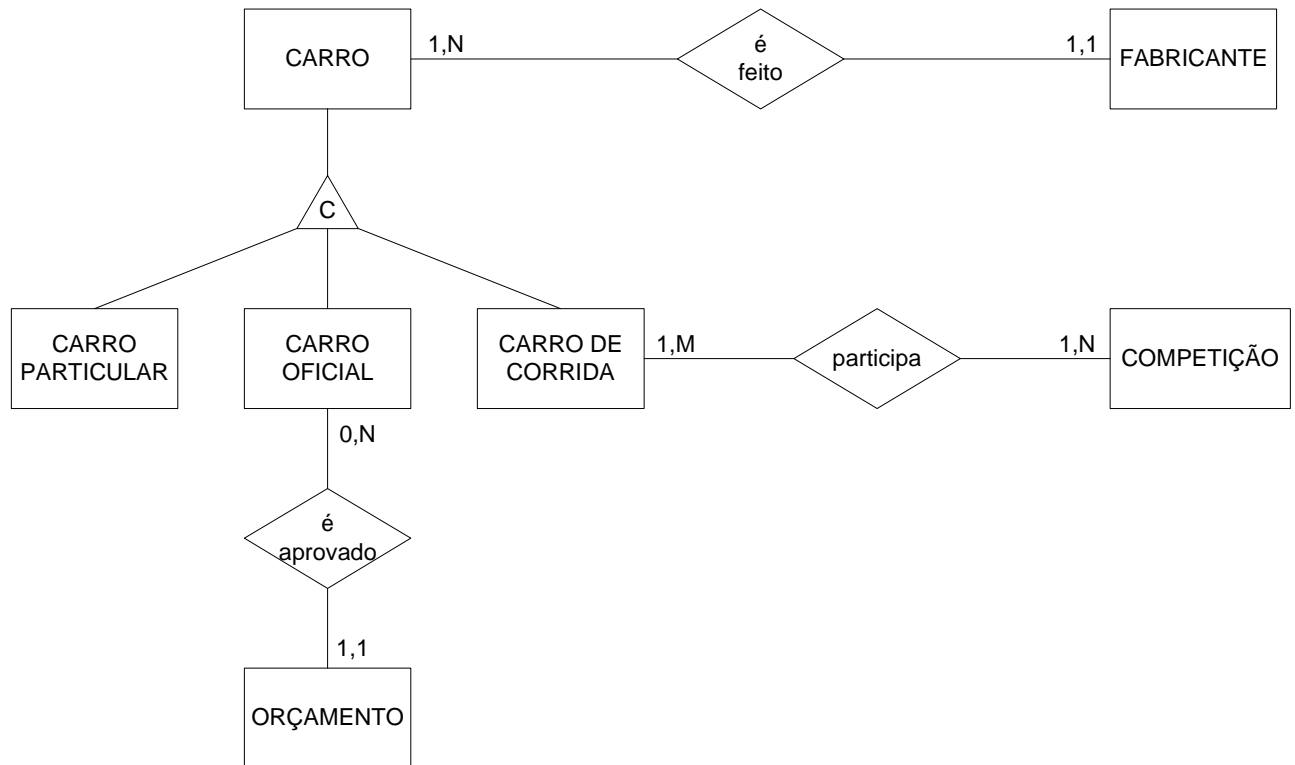 CARRO
1,N
é
feito
1,1
FABRICANTE
C
CARRO
PARTICULAR
CARRO
OFICIAL
CARRO DE
CORRIDA
1,M
participa
1,N
COMPETIÇÃO
0,N
é
aprovado
1,1
ORÇAMENTO